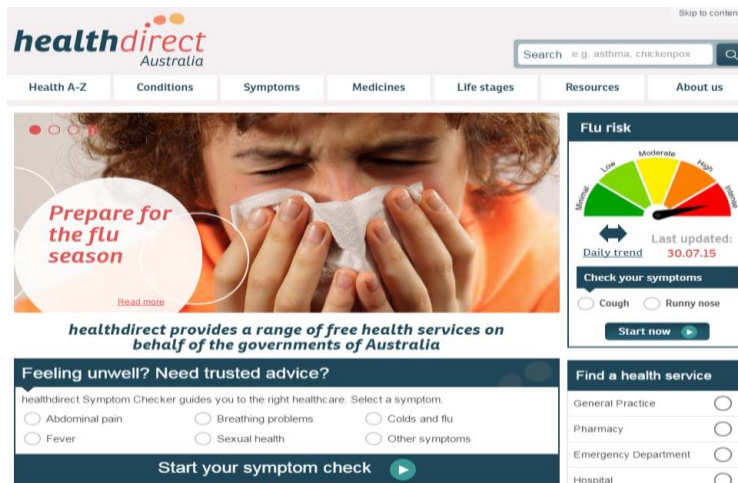 Skip to conten
healthdirect
Australia
Search e.g. asthma, chickenpox
Health A-Z Conditions Symptoms Medicines Life stages Resources About us
Prepare for
the flu
season
Read more
Flu risk
Minimal Low Moderate High Intense
Daily trend
Last updated:
30.07.15
Check your symptoms
Cough Runny nose
Start now
healthdirect provides a range of free health services on
behalf of the governments of Australia
Feeling unwell? Need trusted advice?
healthdirect Symptom Checker guides you to the right healthcare. Select a symptom.
Abdominal pain Breathing problems Colds and flu
Fever Sexual health Other symptoms
Start your symptom check
Find a health service
General Practice
Pharmacy
Emergency Department
Hospital